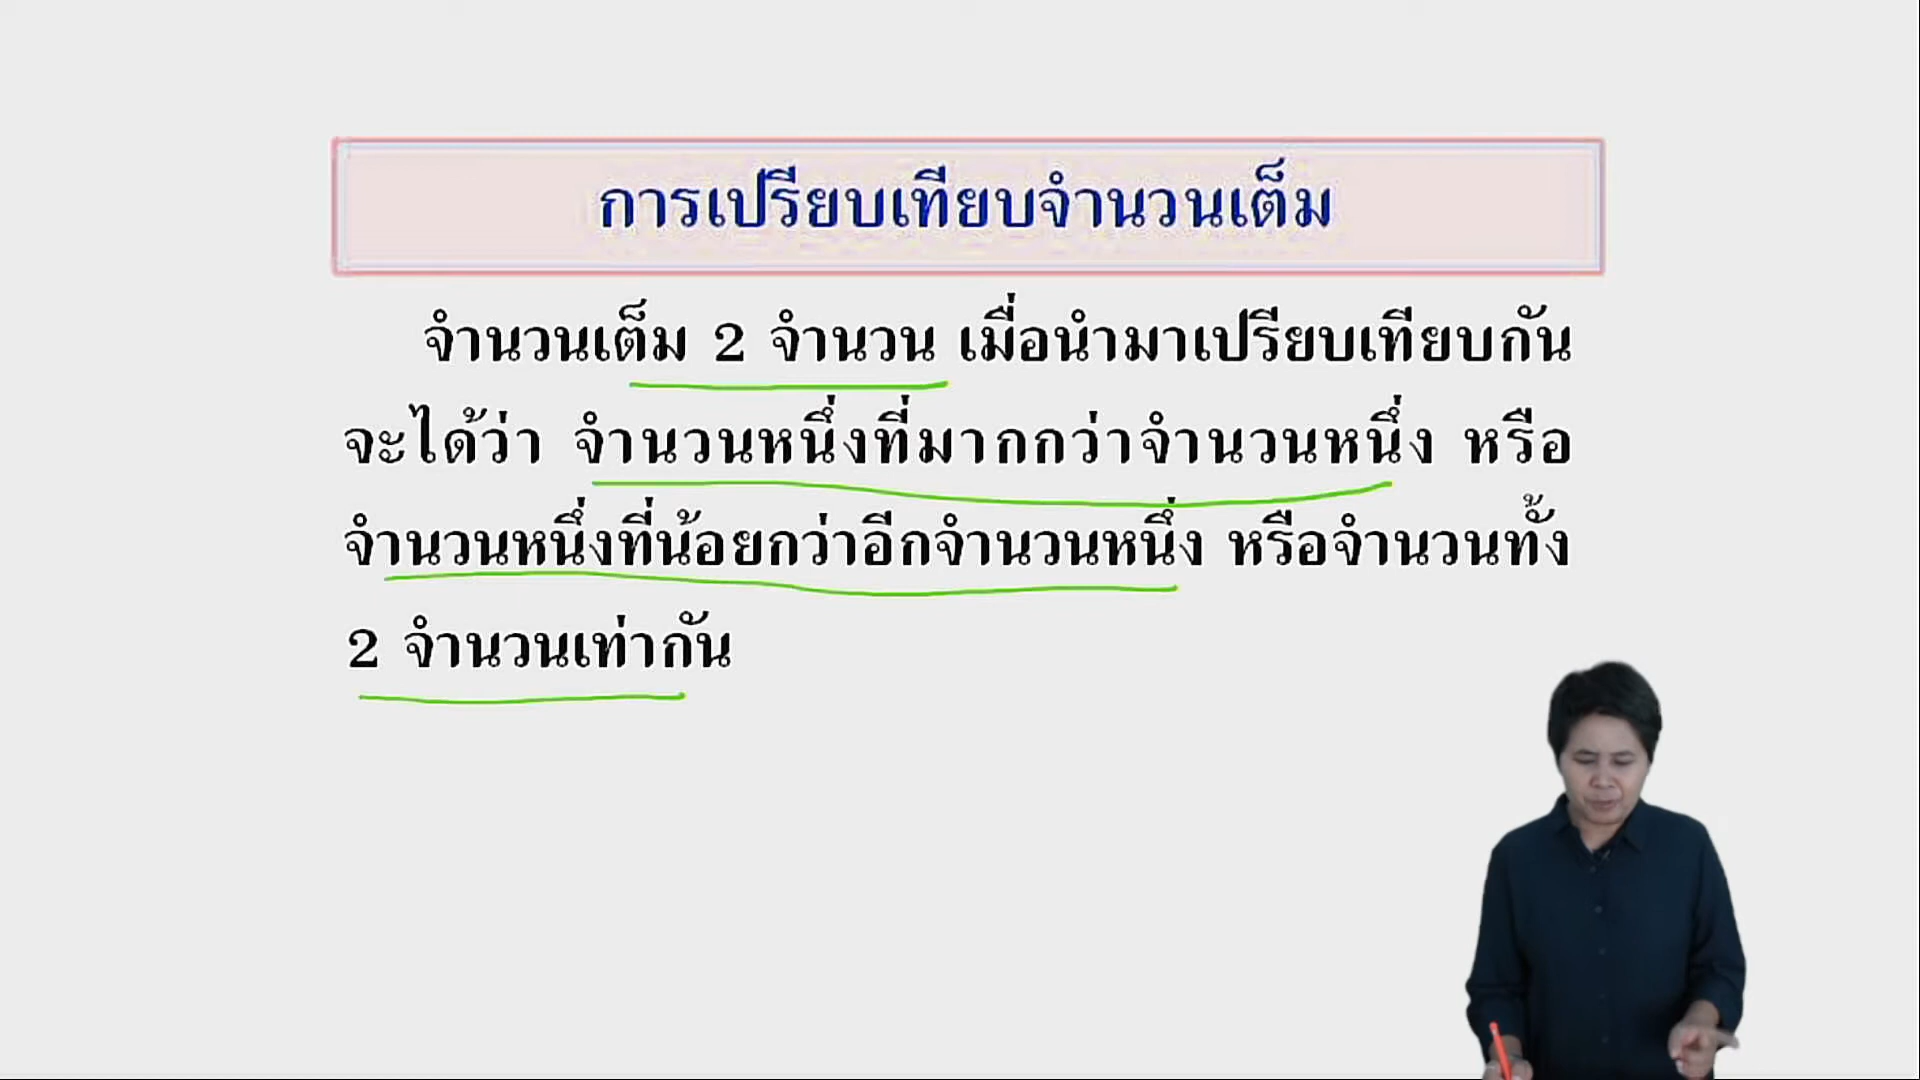 การเปรียบเทียบจำนวนเต็ม
จำนวนเต็ม 2 จำนวน เมื่อนำมาเปรียบเทียบกัน
จะได้ว่า จำนวนหนึ่งที่มากกว่าจำนวนหนึ่ง หรือ
จำนวนหนึ่งที่น้อยกว่าอีกจำนวนหนึ่ง หรือจำนวนทั้ง
2 จำนวนเท่ากัน